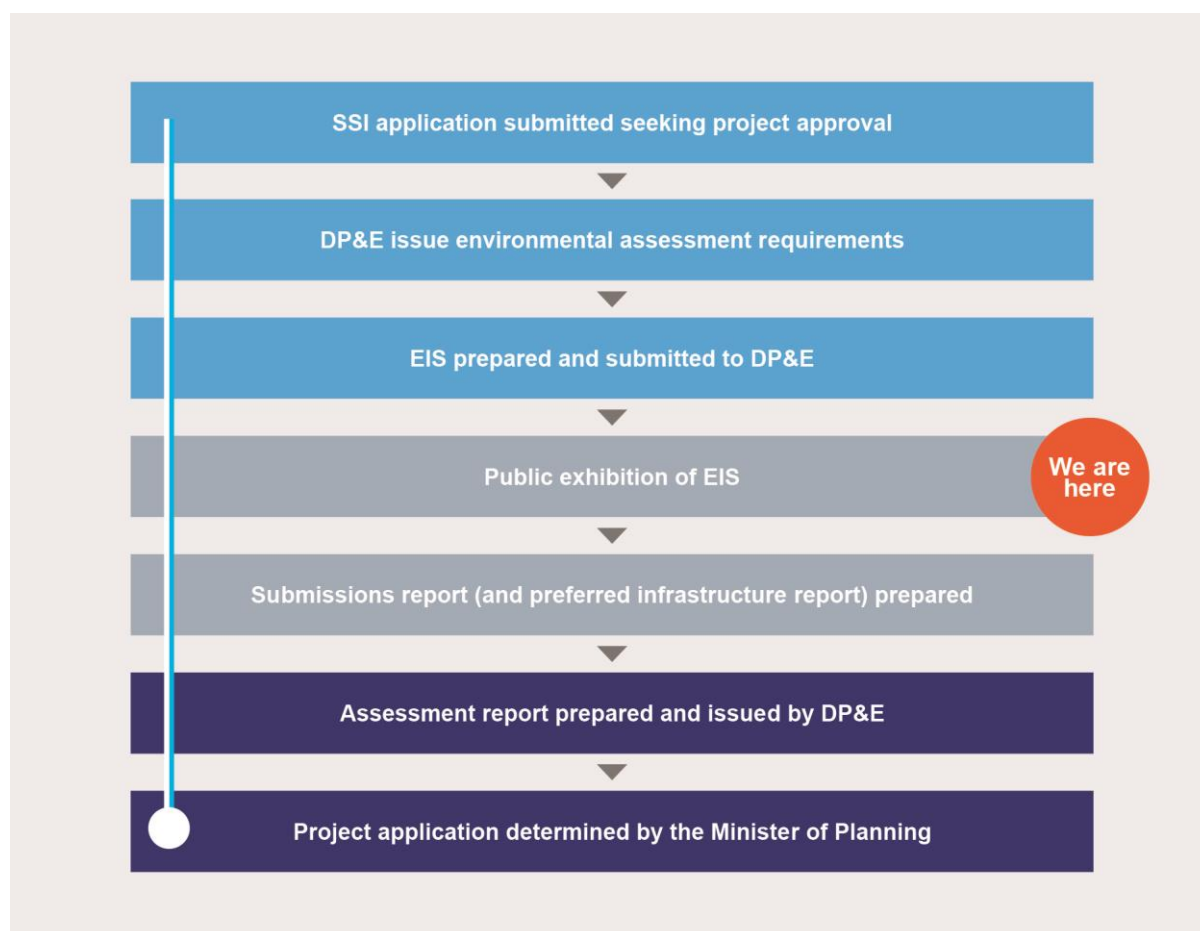 SSI application submitted seeking project approval
DP&E issue environmental assessment requirements
EIS prepared and submitted to DP&E
Public exhibition of EIS
We are
here
Submissions report (and preferred infrastructure report) prepared
Assessment report prepared and issued by DP&E
Project application determined by the Minister of Planning